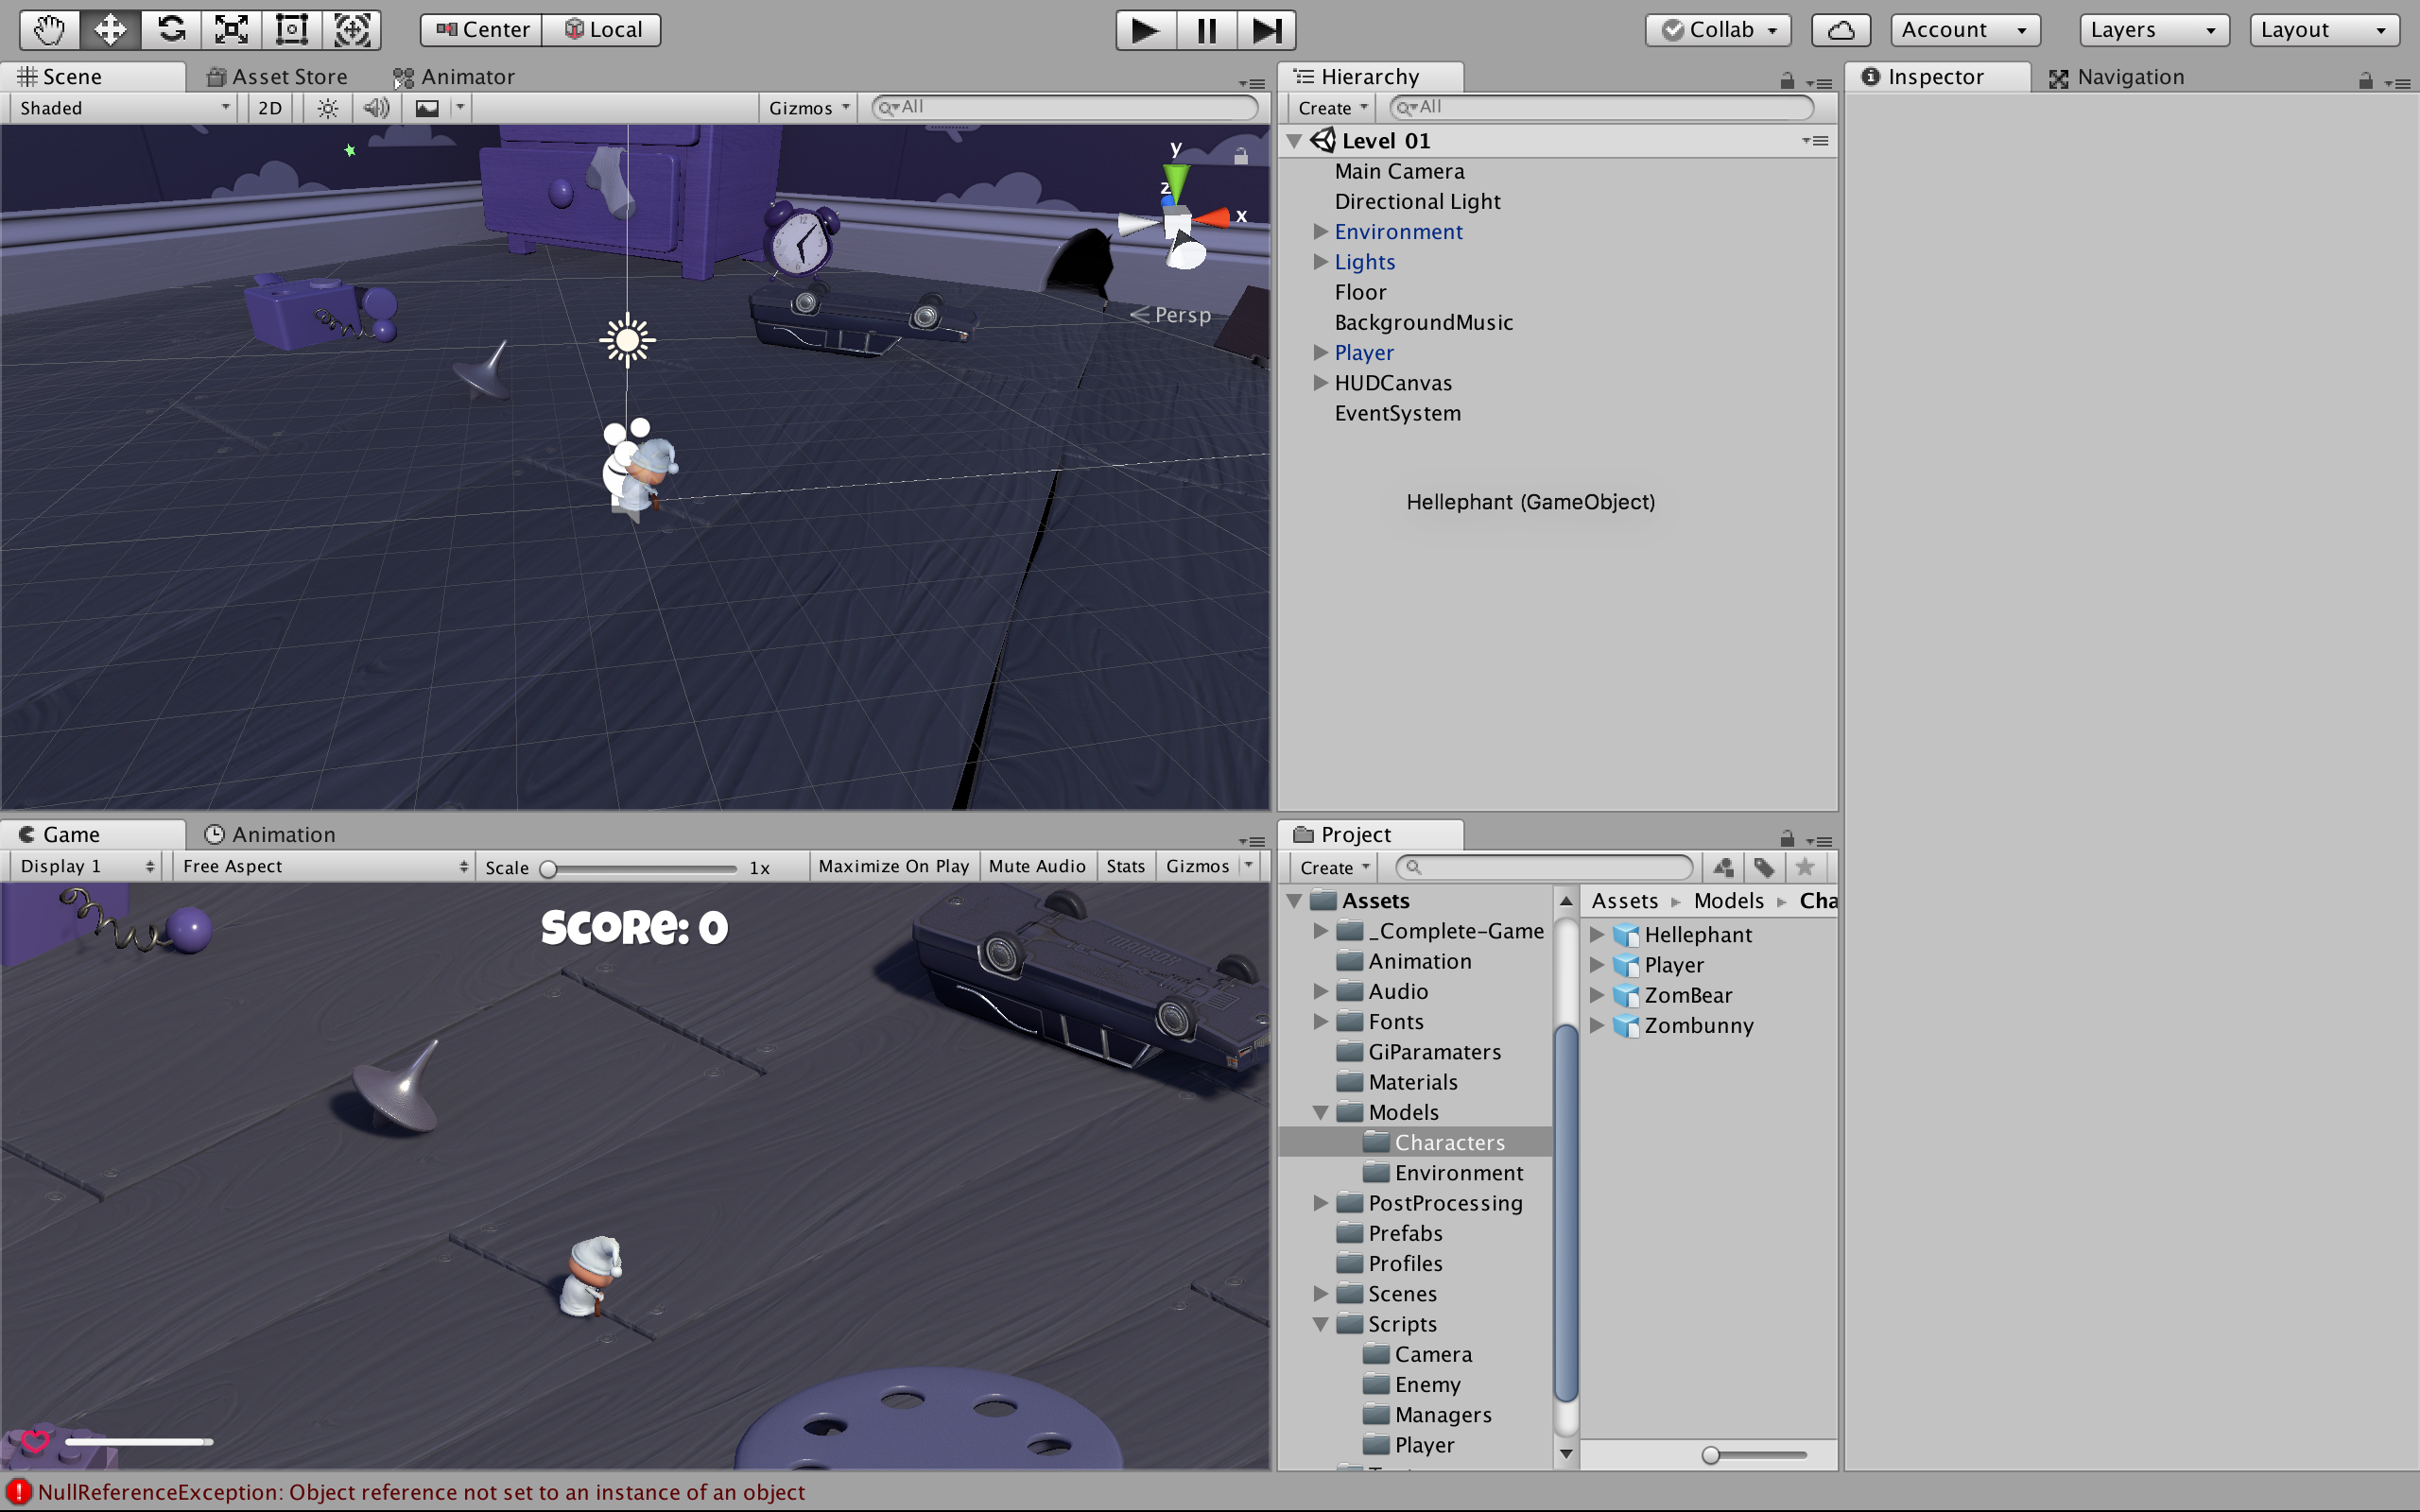 Center Local Collab Account Layers Layout
Scene Asset Store Animator
Shaded 2D Gizmos All
y
z
x
Persp
Hierarchy
Create All
Level 01
Main Camera
Directional Light
Environment
Lights
Floor
BackgroundMusic
Player
HUDCanvas
EventSystem
Hellephant (GameObject)
Inspector Navigation
Game Animation
Display 1 Free Aspect Scale 1x Maximize On Play Mute Audio Stats Gizmos
SCORE: 0
Project
Create
Assets
_Complete-Game
Animation
Audio
Fonts
GiParamaters
Materials
Models
Characters
Environment
PostProcessing
Prefabs
Profiles
Scenes
Scripts
Camera
Enemy
Managers
Player
Assets Models Cha
Hellephant
Player
ZomBear
Zombunny
NullReferenceException: Object reference not set to an instance of an object